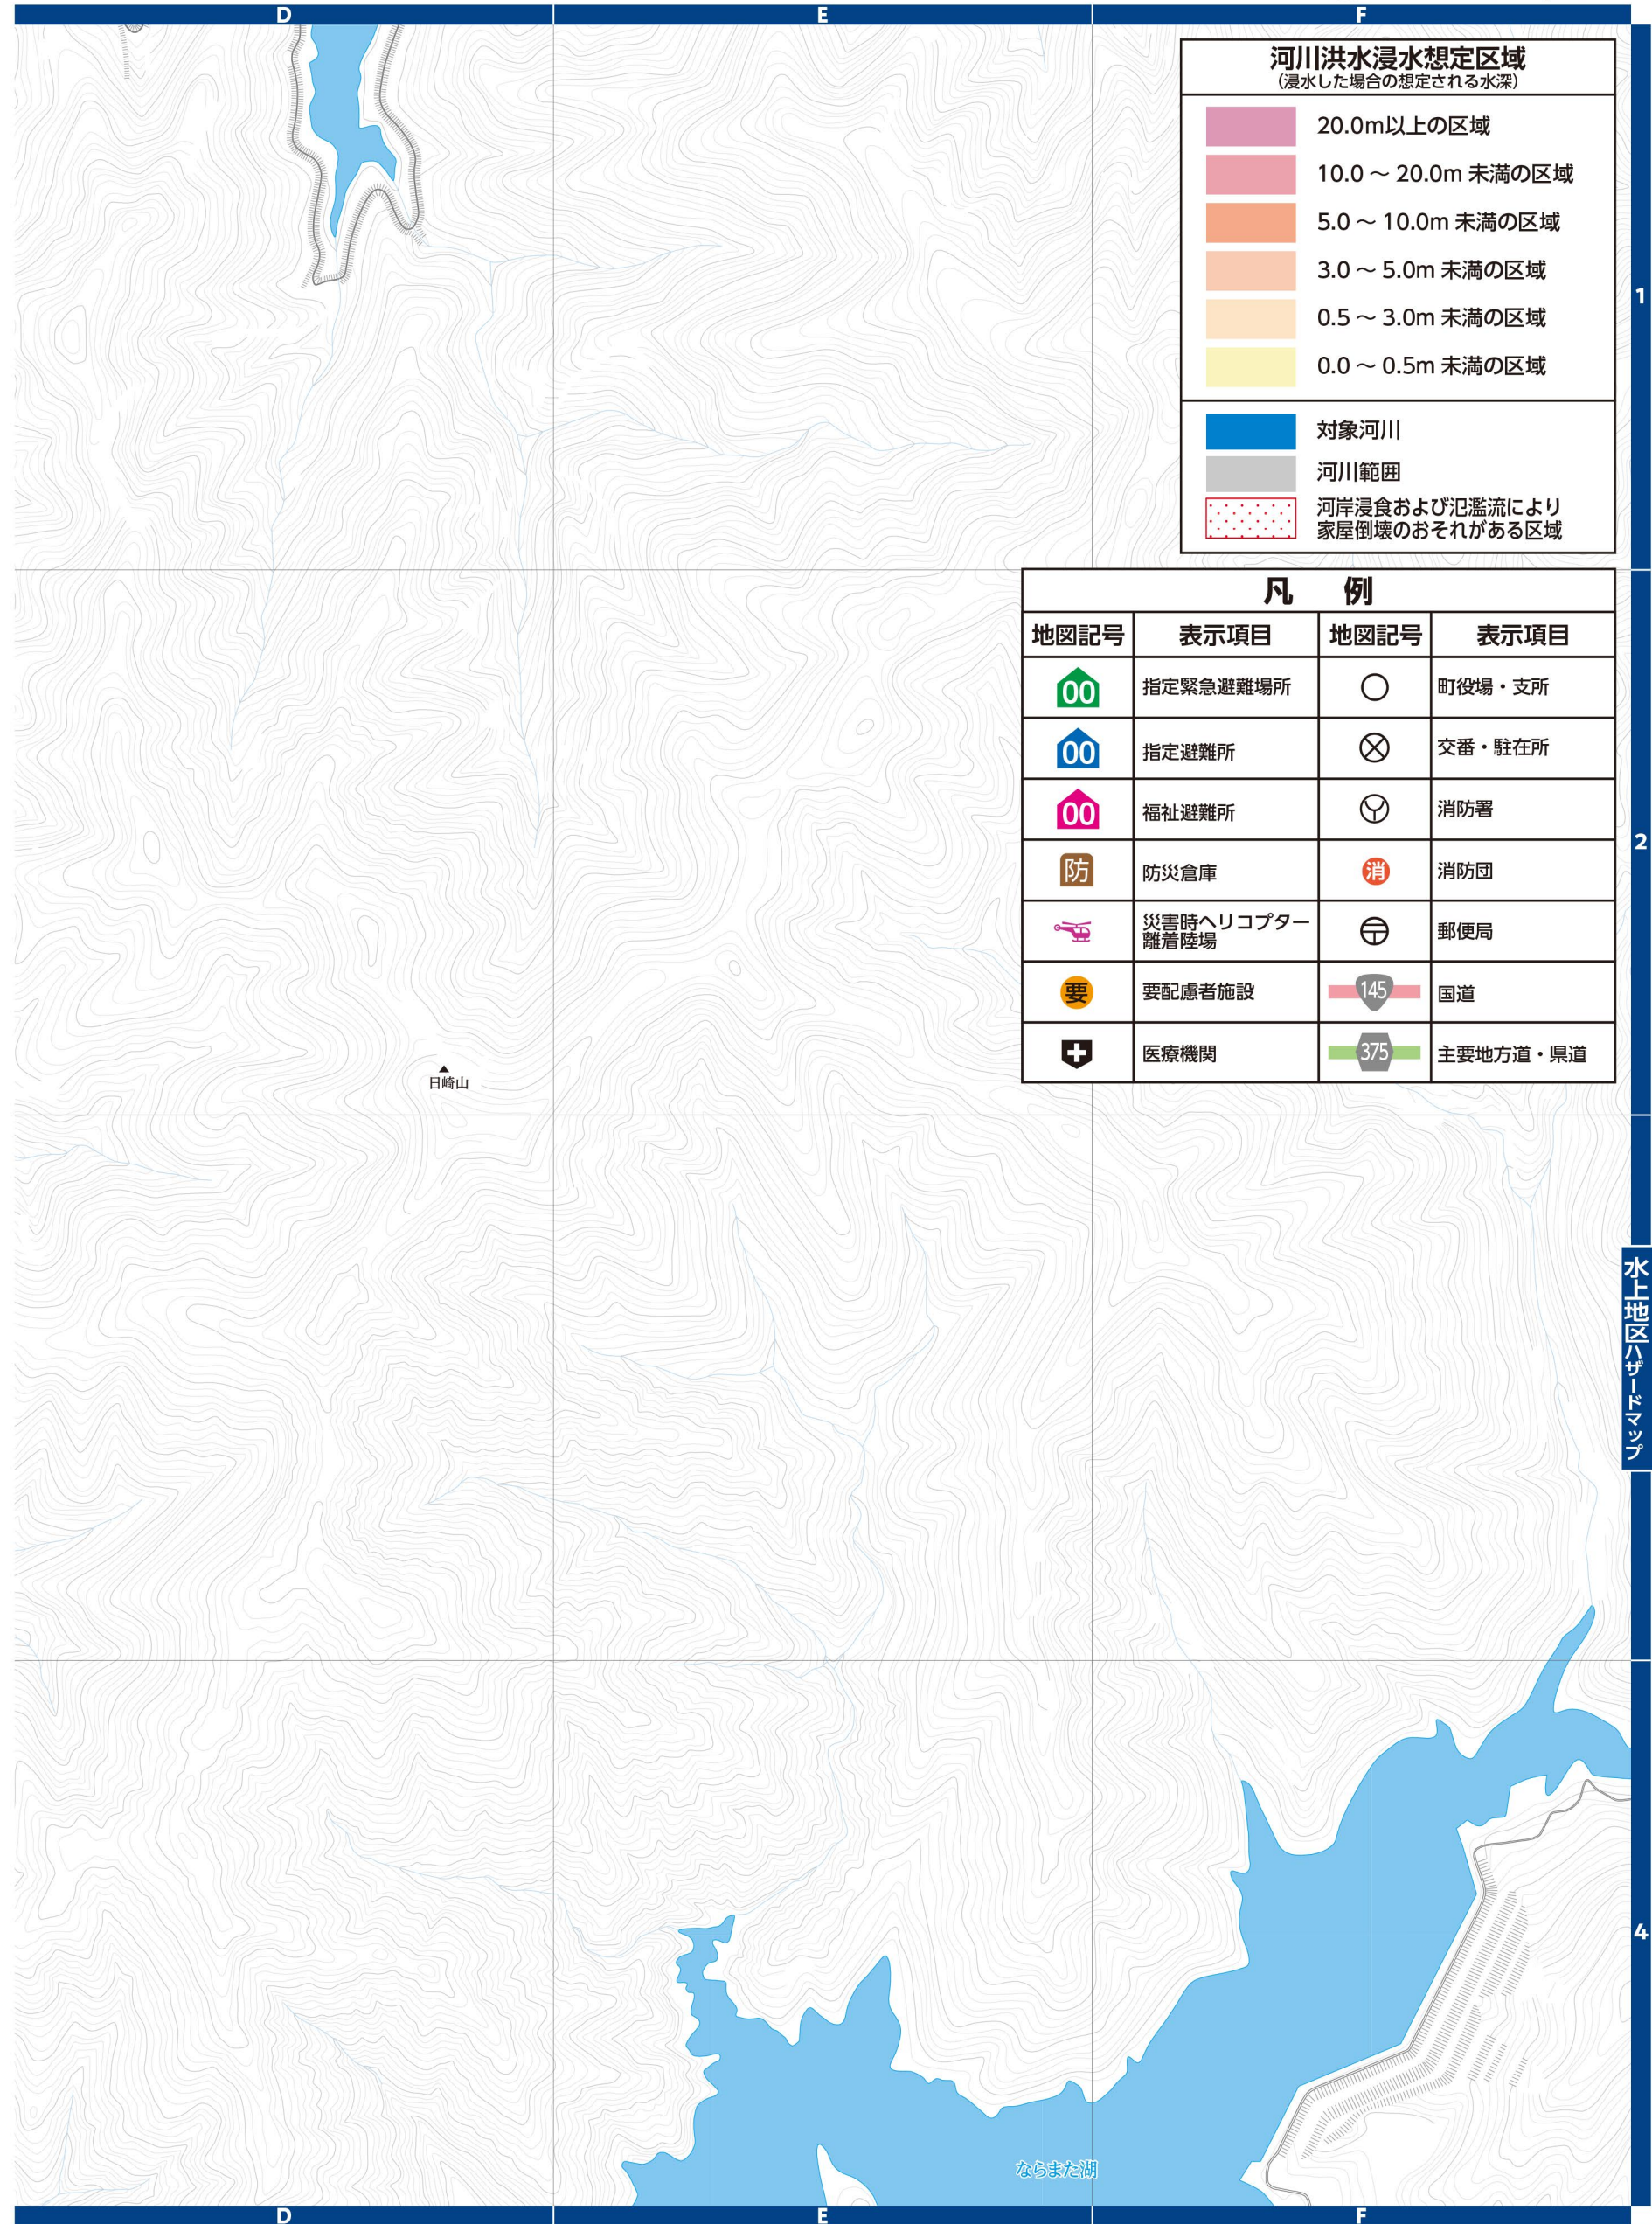 D
E
F
河川洪水浸水想定区域
(浸水した場合の想定される水深)
20.0m以上の区域
10.0 ～ 20.0m 未満の区域
5.0 ～ 10.0m 未満の区域
3.0 ～ 5.0m 未満の区域
0.5 ～ 3.0m 未満の区域
0.0 ～ 0.5m 未満の区域
対象河川
河川範囲
河岸浸食および氾濫流により
家屋倒壊のおそれがある区域
1
凡 例
地図記号 表示項目 地図記号 表示項目
00 指定緊急避難場所 町役場・支所
00 指定避難所 交番・駐在所
00 福祉避難所 消防署
防 防災倉庫 消 消防団
災害時ヘリコプター
離着陸場
郵便局
要 要配慮者施設 145 国道
医療機関 375 主要地方道・県道
2
日崎山
水上地区ハザードマップ
4
ならまた湖
D
E
F